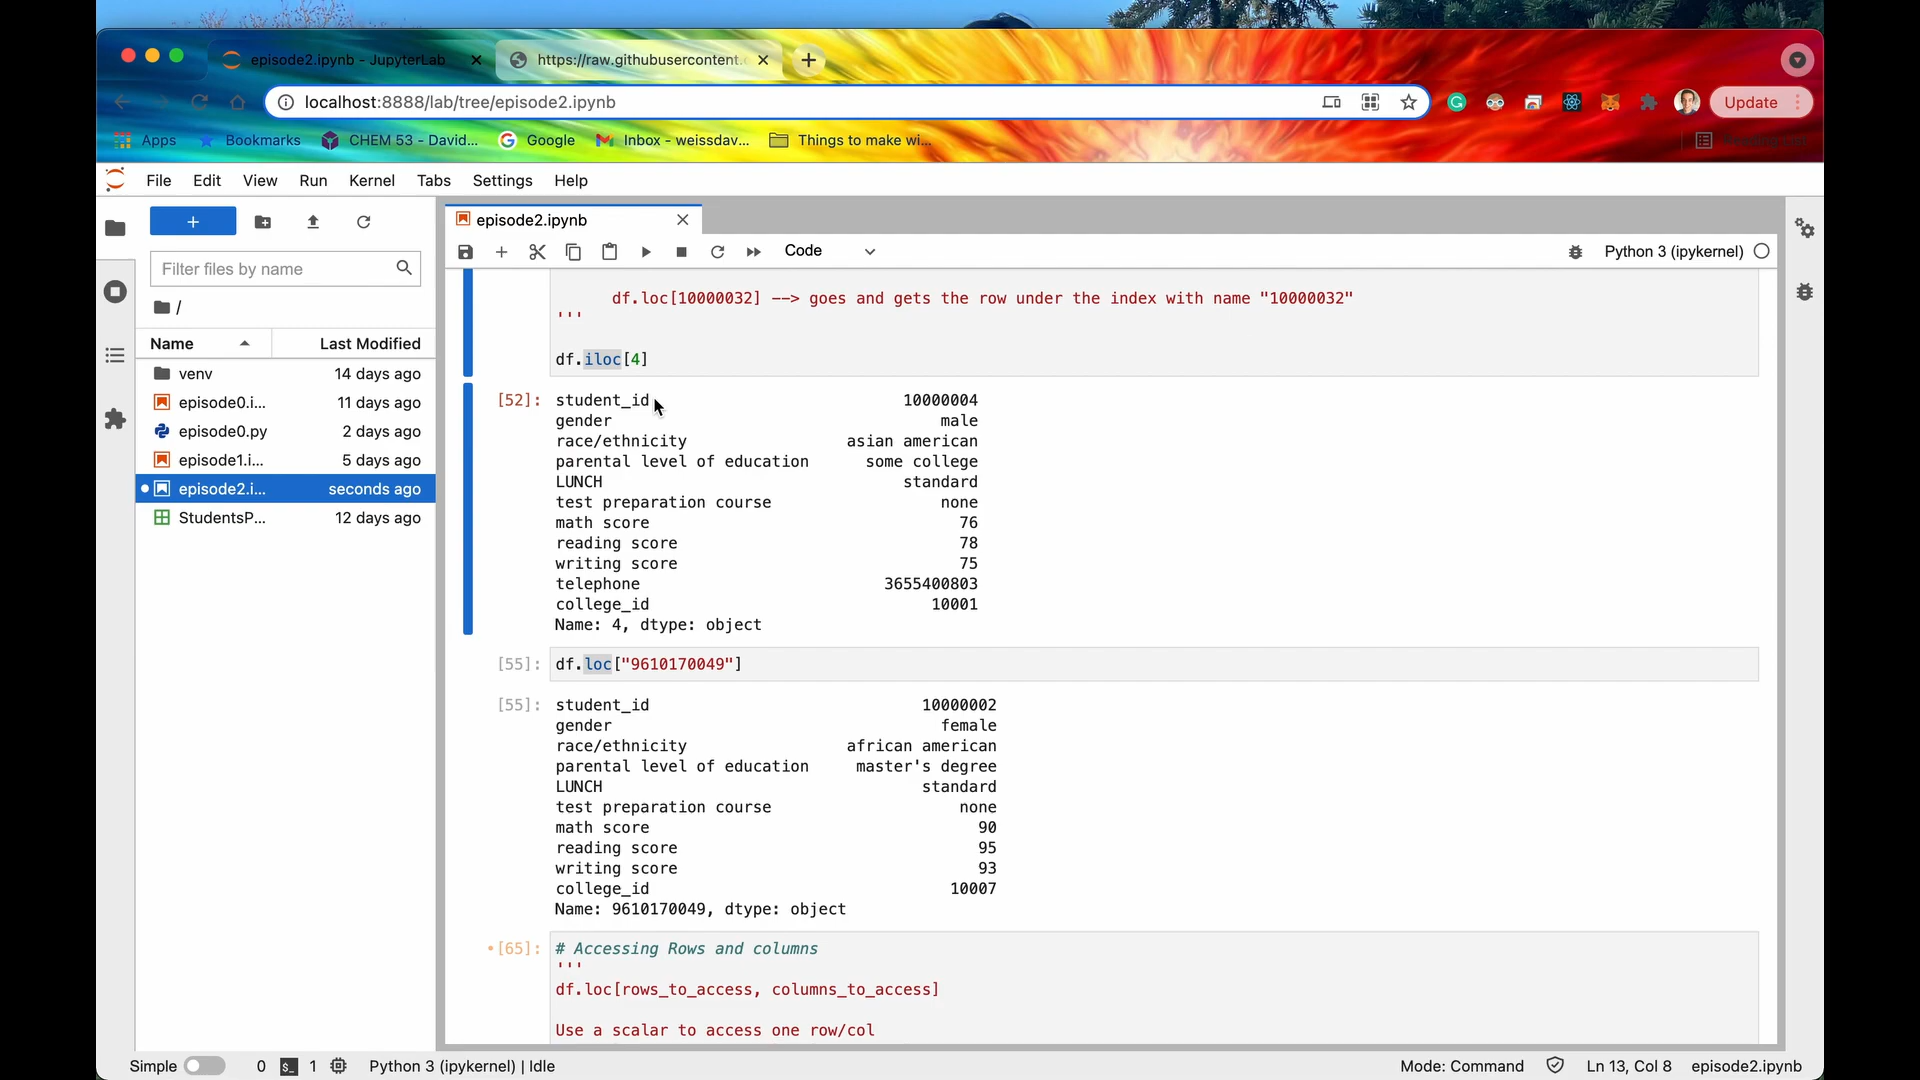 episode2.ipynb - JupyterLab
https://raw.githubusercontent.
localhost:8888/lab/tree/episode2.ipynb
Update
Apps
Bookmarks
CHEM 53 - David...
Google
Inbox - weissdav...
Things to make wi...
Reading List
File Edit View Run Kernel Tabs Settings Help
+
Filter files by name
/
Name Last Modified
venv 14 days ago
episode0.i... 11 days ago
episode0.py 2 days ago
episode1.i... 5 days ago
episode2.i... seconds ago
StudentsP... 12 days ago
episode2.ipynb
Code
Python 3 (ipykernel)
df.loc[10000032] --> goes and gets the row under the index with name "10000032"
'''
df.iloc[4]
[52]: student_id 10000004
gender male
race/ethnicity asian american
parental level of education some college
LUNCH standard
test preparation course none
math score 76
reading score 78
writing score 75
telephone 3655400803
college_id 10001
Name: 4, dtype: object
[55]: df.loc["9610170049"]
[55]: student_id 10000002
gender female
race/ethnicity african american
parental level of education master's degree
LUNCH standard
test preparation course none
math score 90
reading score 95
writing score 93
college_id 10007
Name: 9610170049, dtype: object
•[65]: # Accessing Rows and columns
'''
df.loc[rows_to_access, columns_to_access]
Use a scalar to access one row/col
Simple 0 1 Python 3 (ipykernel) | Idle Mode: Command Ln 13, Col 8 episode2.ipynb